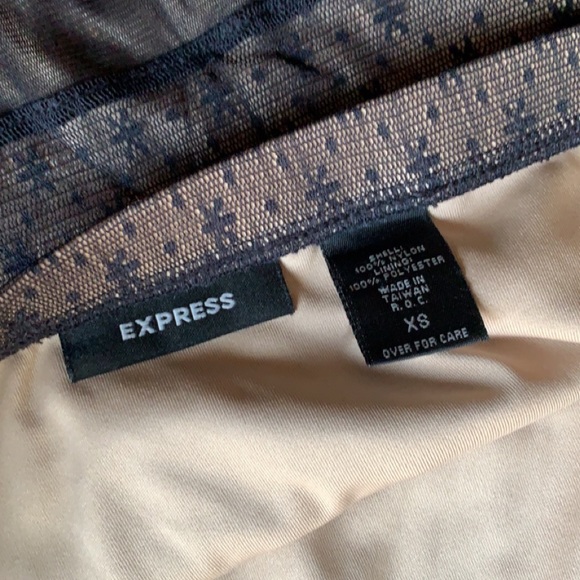 EXPRESS
SHELL:
100% NYLON
LINING:
100% POLYESTER
MADE IN
TAIWAN
R.O.C.
XS
OVER FOR CARE